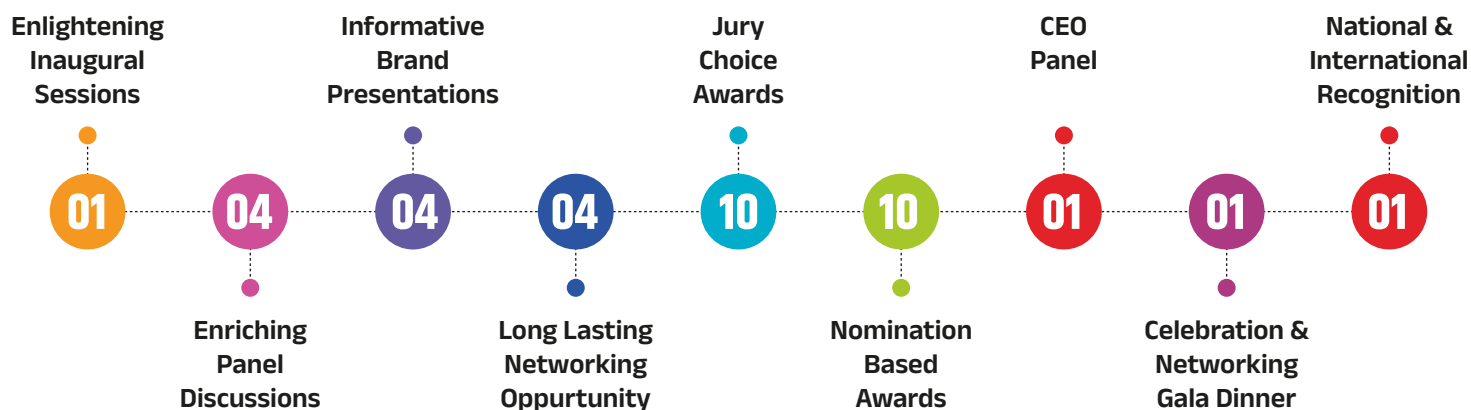 Enlightening
Inaugural
Sessions
Informative
Brand
Presentations
Jury
Choice
Awards
CEO
Panel
National &
International
Recognition
01
04
04
04
10
10
01
01
01
Enriching
Panel
Discussions
Long Lasting
Networking
Oppurtunity
Nomination
Based
Awards
Celebration &
Networking
Gala Dinner